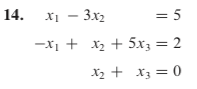 14. x₁ − 3x₂ = 5
−x₁ + x₂ + 5x₃ = 2
x₂ + x₃ = 0